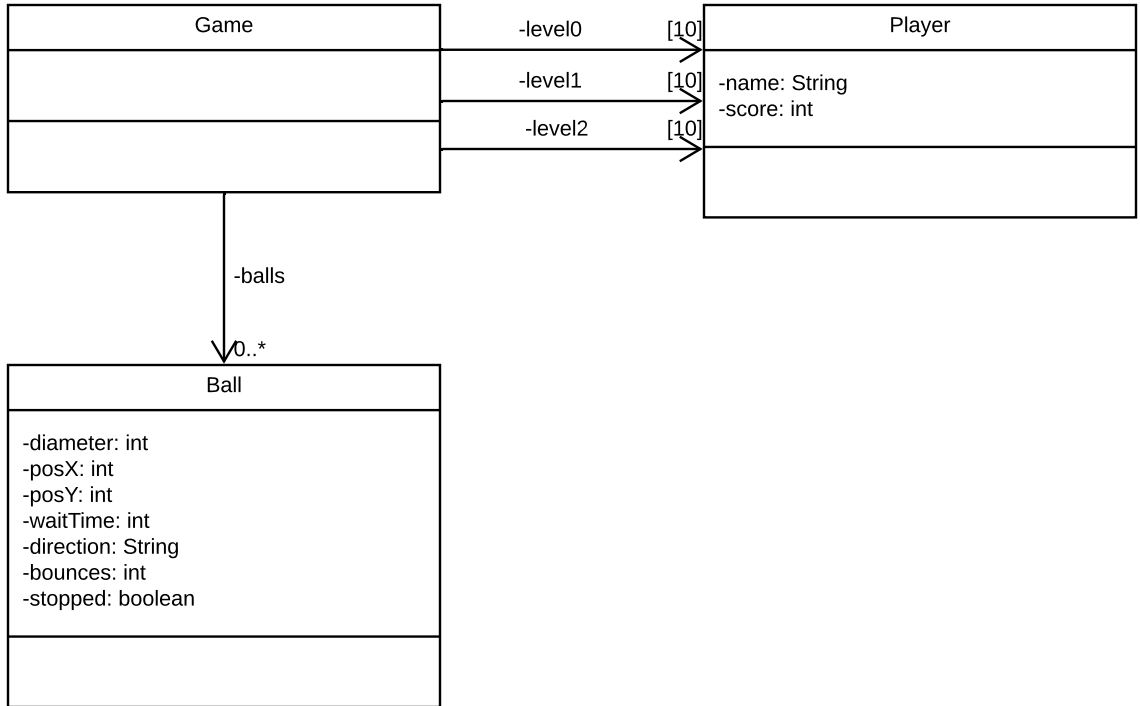 Game
-level0
[10]
-level1
[10]
-level2
[10]
Player
-name: String
-score: int
-balls
0..*
Ball
-diameter: int
-posX: int
-posY: int
-waitTime: int
-direction: String
-bounces: int
-stopped: boolean